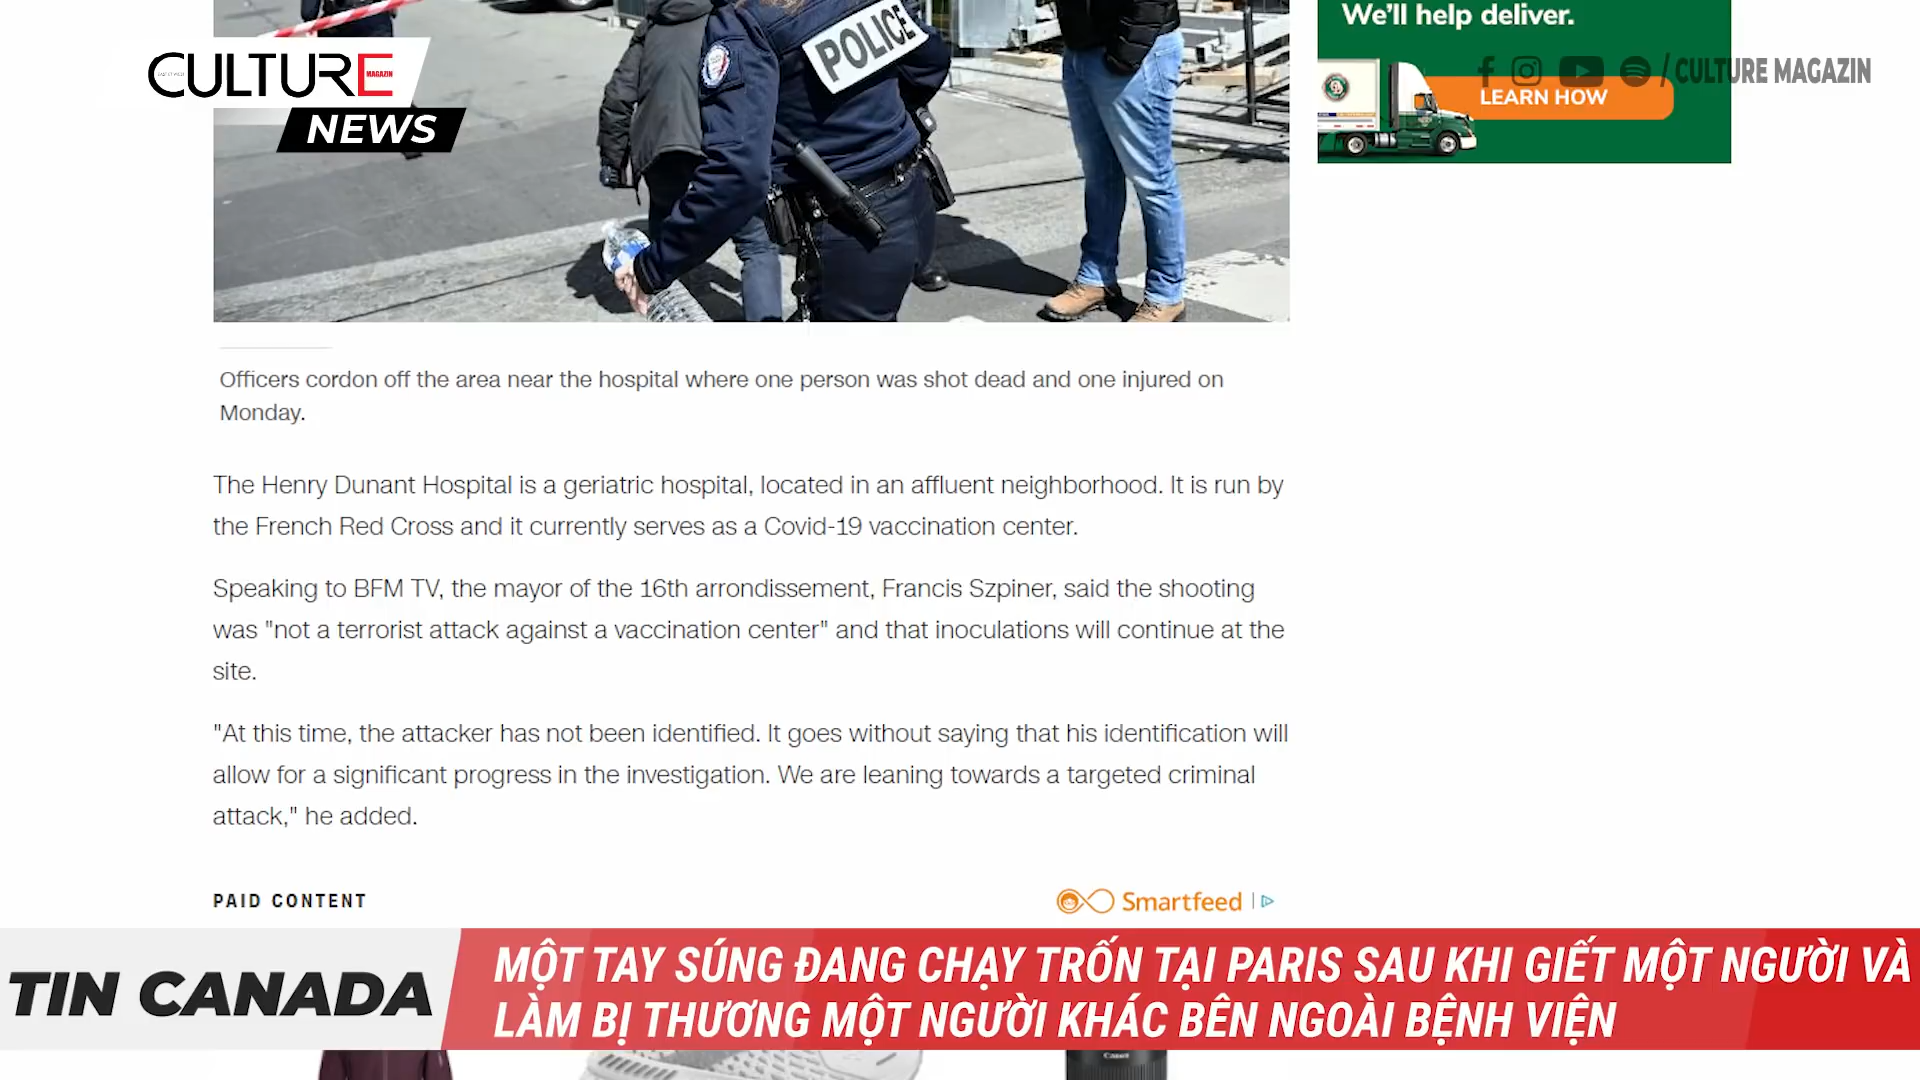 We'll help deliver.
POLICE
CULTURE
MAGAZIN
NEWS
/ CULTURE MAGAZIN
LEARN HOW
Officers cordon off the area near the hospital where one person was shot dead and one injured on
Monday.
The Henry Dunant Hospital is a geriatric hospital, located in an affluent neighborhood. It is run by
the French Red Cross and it currently serves as a Covid-19 vaccination center.
Speaking to BFM TV, the mayor of the 16th arrondissement, Francis Szpiner, said the shooting
was "not a terrorist attack against a vaccination center" and that inoculations will continue at the
site.
"At this time, the attacker has not been identified. It goes without saying that his identification will
allow for a significant progress in the investigation. We are leaning towards a targeted criminal
attack," he added.
PAID CONTENT
Smartfeed
TIN CANADA
MỘT TAY SÚNG ĐANG CHẠY TRỐN TẠI PARIS SAU KHI GIẾT MỘT NGƯỜI VÀ
LÀM BỊ THƯƠNG MỘT NGƯỜI KHÁC BÊN NGOÀI BỆNH VIỆN
Canon